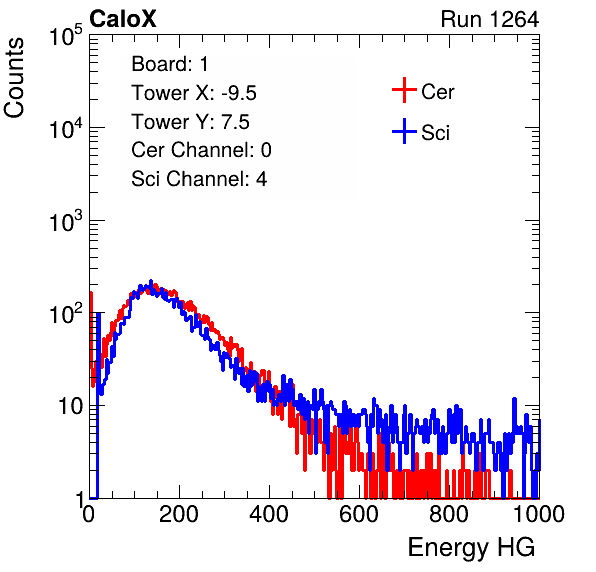 CaloX Run 1264
Counts
10^5
10^4
10^3
10^2
10
1
Board: 1
Tower X: -9.5
Tower Y: 7.5
Cer Channel: 0
Sci Channel: 4
Cer
Sci
0 200 400 600 800 1000
Energy HG